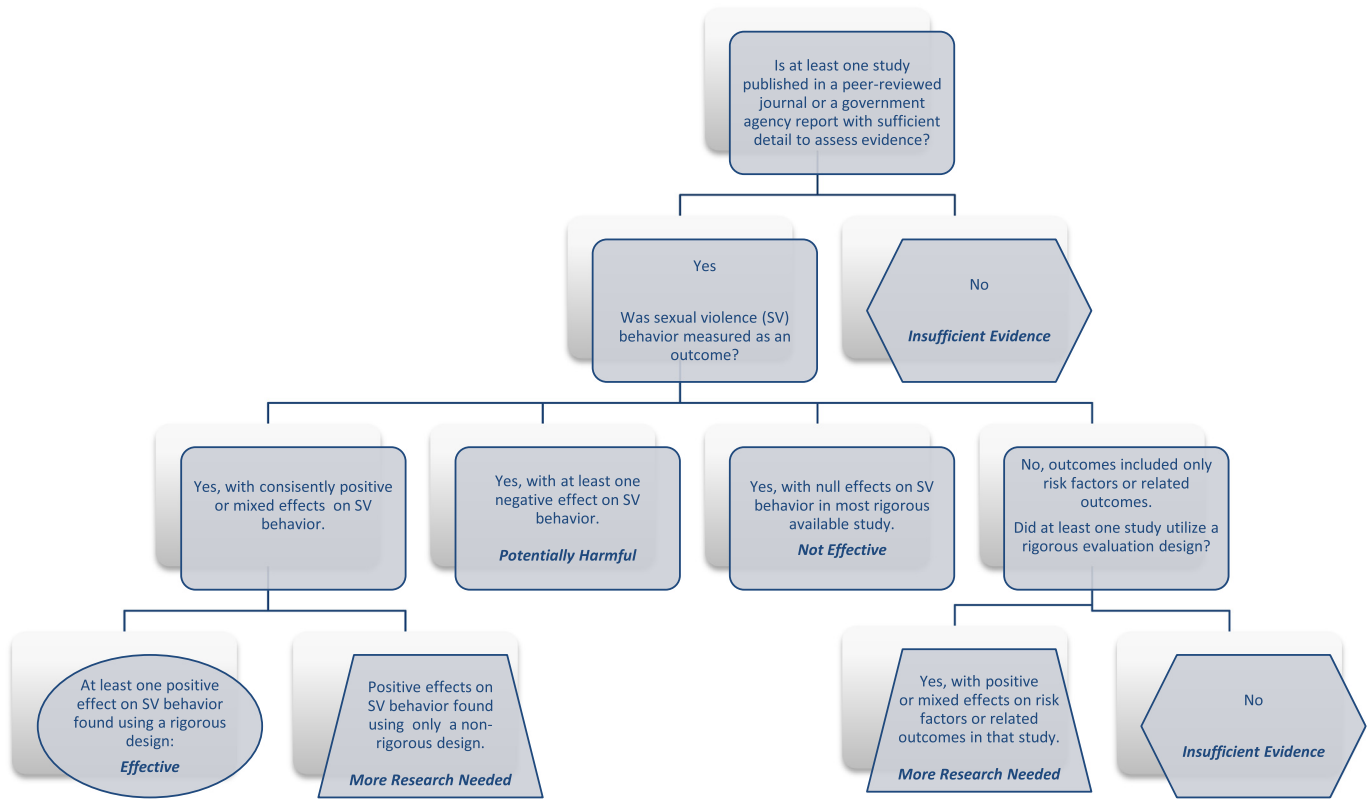 Is at least one study
published in a peer-reviewed
journal or a government
agency report with sufficient
detail to assess evidence?
Yes
Was sexual violence (SV)
behavior measured as an
outcome?
No
Insufficient Evidence
Yes, with consisently positive
or mixed effects on SV
behavior.
Yes, with at least one
negative effect on SV
behavior.
Potentially Harmful
Yes, with null effects on SV
behavior in most rigorous
available study.
Not Effective
No, outcomes included only
risk factors or related
outcomes.
Did at least one study utilize a
rigorous evaluation design?
At least one positive
effect on SV behavior
found using a rigorous
design:
Effective
Positive effects on
SV behavior found
using only a non-
rigorous design.
More Research Needed
Yes, with positive
or mixed effects on risk
factors or related
outcomes in that study.
More Research Needed
No
Insufficient Evidence